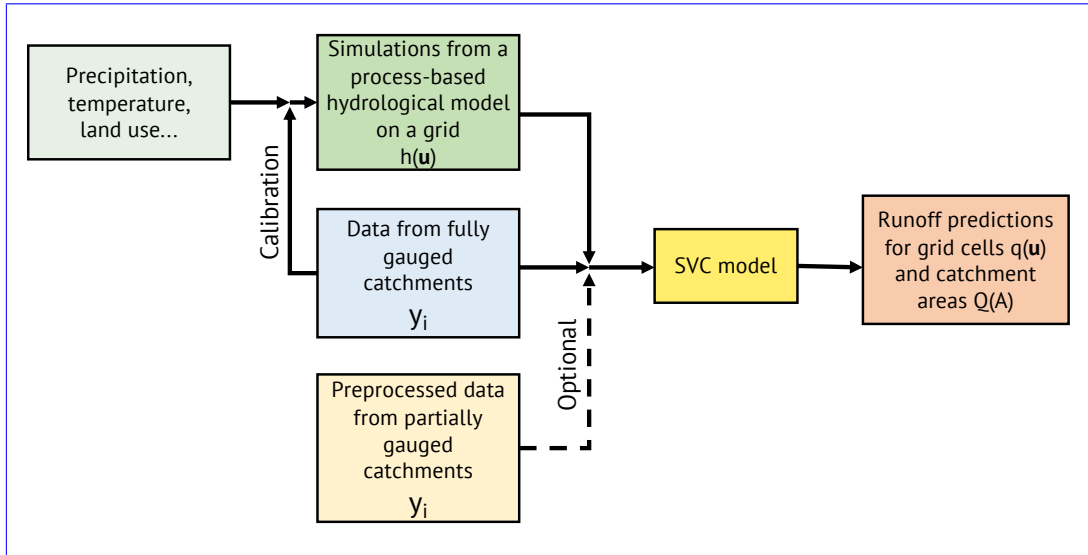 Precipitation,
temperature,
land use...
Simulations from a
process-based
hydrological model
on a grid
h(u)
Calibration
Data from fully
gauged
catchments
yi
Preprocessed data
from partially
gauged
catchments
yi
Optional
SVC model
Runoff predictions
for grid cells q(u)
and catchment
areas Q(A)